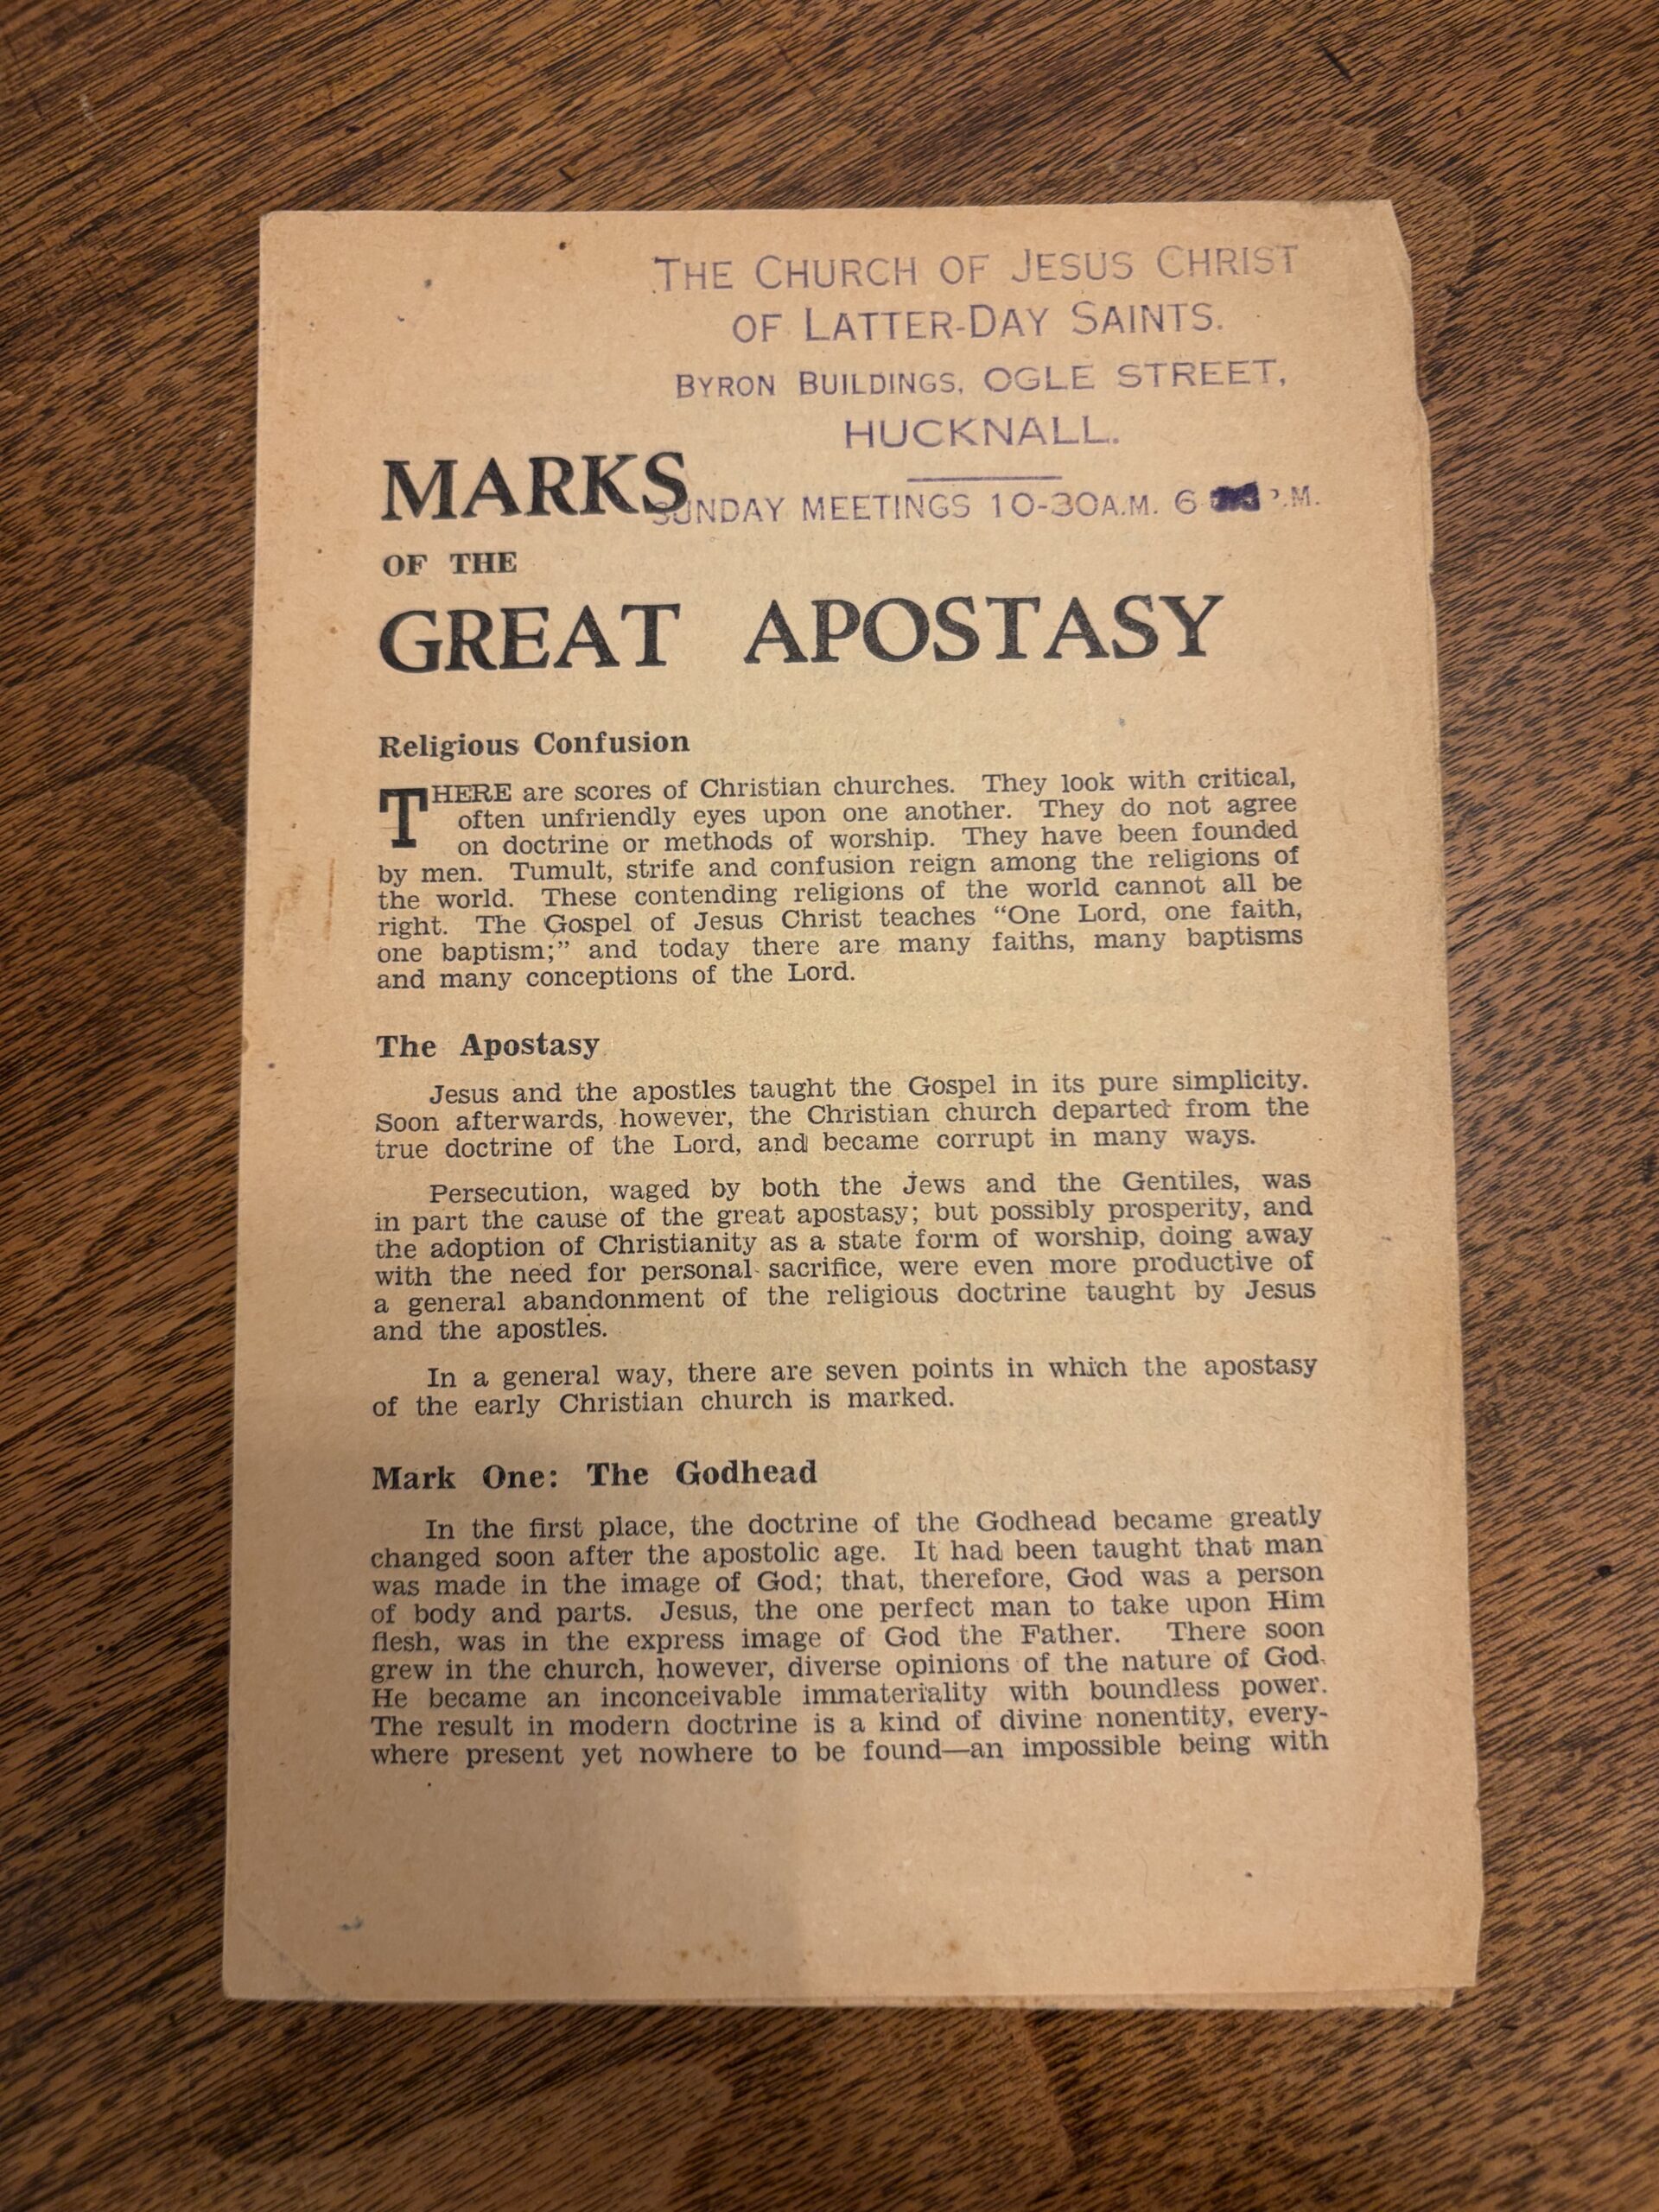 THE CHURCH OF JESUS CHRIST
OF LATTER-DAY SAINTS.
BYRON BUILDINGS, OGLE STREET,
HUCKNALL.
SUNDAY MEETINGS 10-30A.M. 6 P.M.
MARKS
OF THE
GREAT APOSTASY
Religious Confusion
THERE are scores of Christian churches. They look with critical,
often unfriendly eyes upon one another. They do not agree
on doctrine or methods of worship. They have been founded
by men. Tumult, strife and confusion reign among the religions of
the world. These contending religions of the world cannot all be
right. The Gospel of Jesus Christ teaches “One Lord, one faith,
one baptism;” and today there are many faiths, many baptisms
and many conceptions of the Lord.
The Apostasy
Jesus and the apostles taught the Gospel in its pure simplicity.
Soon afterwards, however, the Christian church departed from the
true doctrine of the Lord, and became corrupt in many ways.
Persecution, waged by both the Jews and the Gentiles, was
in part the cause of the great apostasy; but possibly prosperity, and
the adoption of Christianity as a state form of worship, doing away
with the need for personal sacrifice, were even more productive of
a general abandonment of the religious doctrine taught by Jesus
and the apostles.
In a general way, there are seven points in which the apostasy
of the early Christian church is marked.
Mark One: The Godhead
In the first place, the doctrine of the Godhead became greatly
changed soon after the apostolic age. It had been taught that man
was made in the image of God; that, therefore, God was a person
of body and parts. Jesus, the one perfect man to take upon Him
flesh, was in the express image of God the Father. There soon
grew in the church, however, diverse opinions of the nature of God.
He became an inconceivable immateriality with boundless power.
The result in modern doctrine is a kind of divine nonentity, every-
where present yet nowhere to be found—an impossible being with